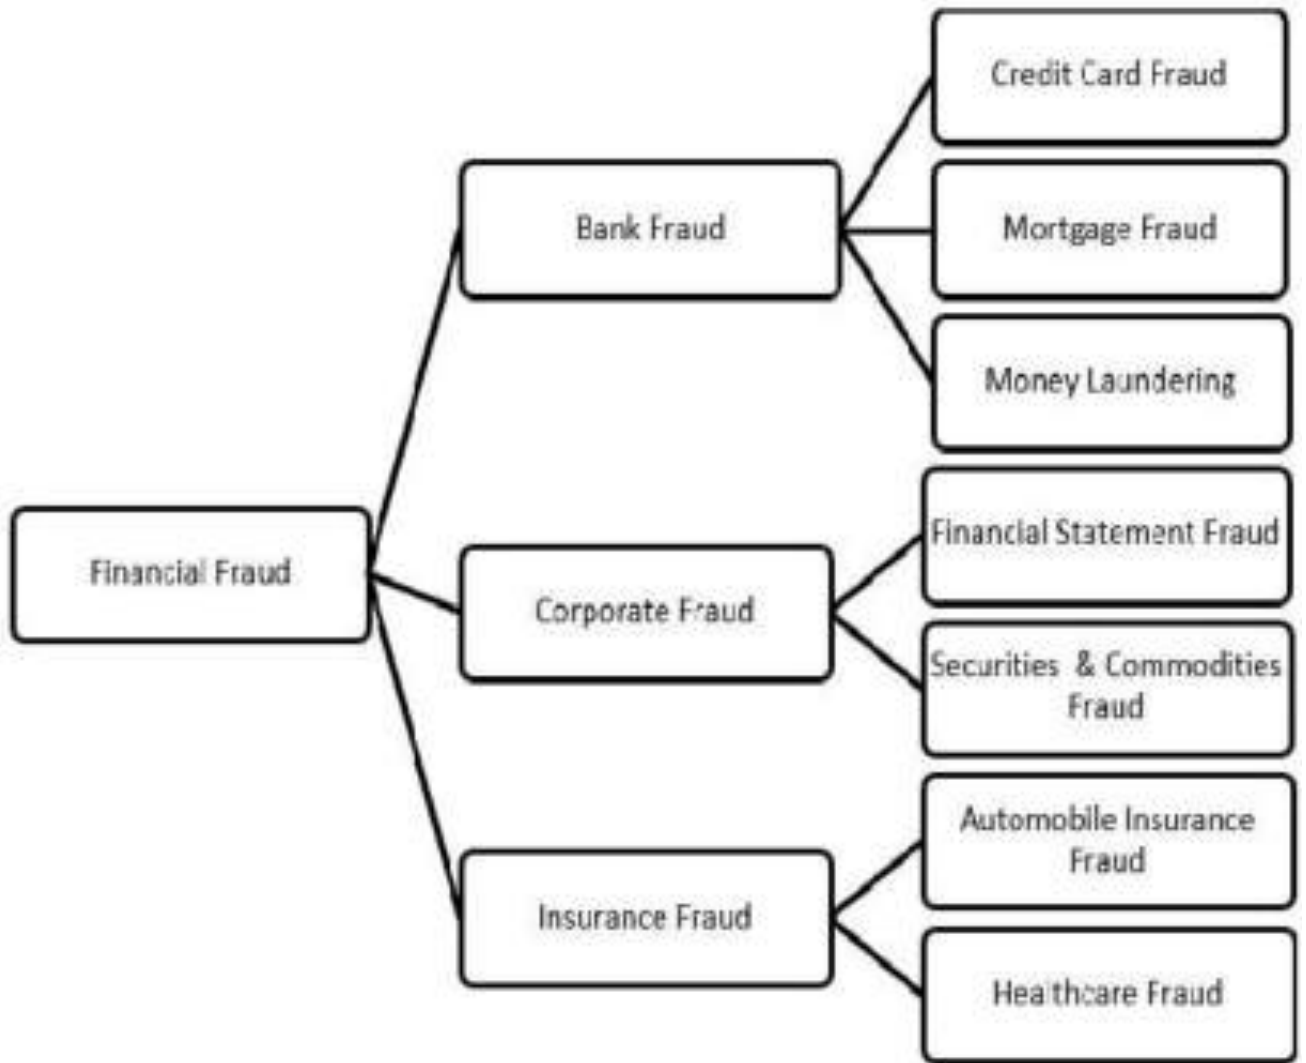 Credit Card Fraud
Bank Fraud
Mortgage Fraud
Money Laundering
Financial Fraud
Corporate Fraud
Financial Statement Fraud
Securities & Commodities
Fraud
Insurance Fraud
Automobile Insurance
Fraud
Healthcare Fraud